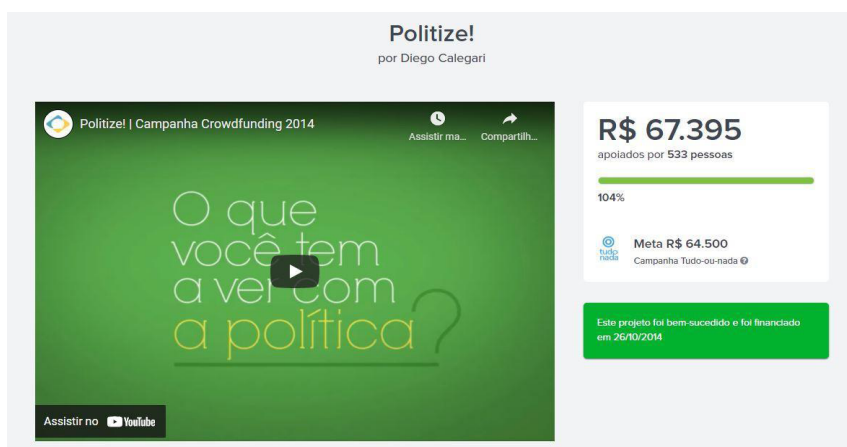 Politize!
por Diego Calegari
Politize! | Campanha Crowdfunding 2014
Assistir ma...
Compartilh...
O que
você tem
a ver com
a política?
Assistir no YouTube
R$ 67.395
apoiados por 533 pessoas
104%
tudo
nada
Meta R$ 64.500
Campanha Tudo-ou-nada
Este projeto foi bem-sucedido e foi financiado
em 26/10/2014